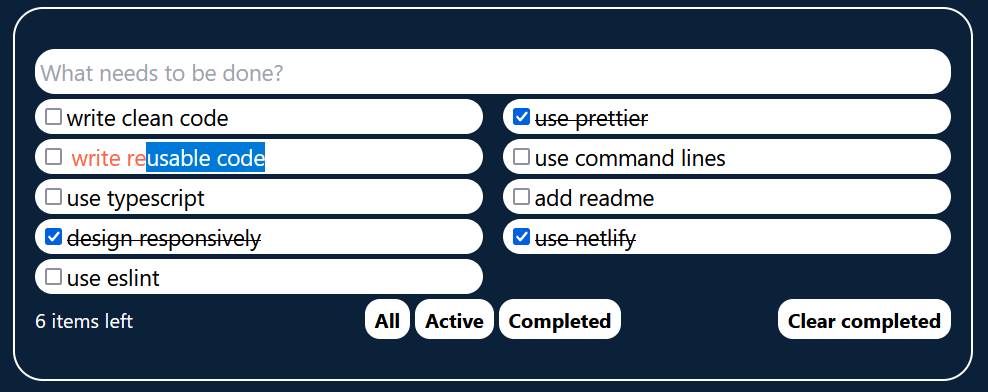 What needs to be done?
write clean code
use prettier
write reusable code
use command lines
use typescript
add readme
design responsively
use netlify
use eslint
6 items left
All
Active
Completed
Clear completed